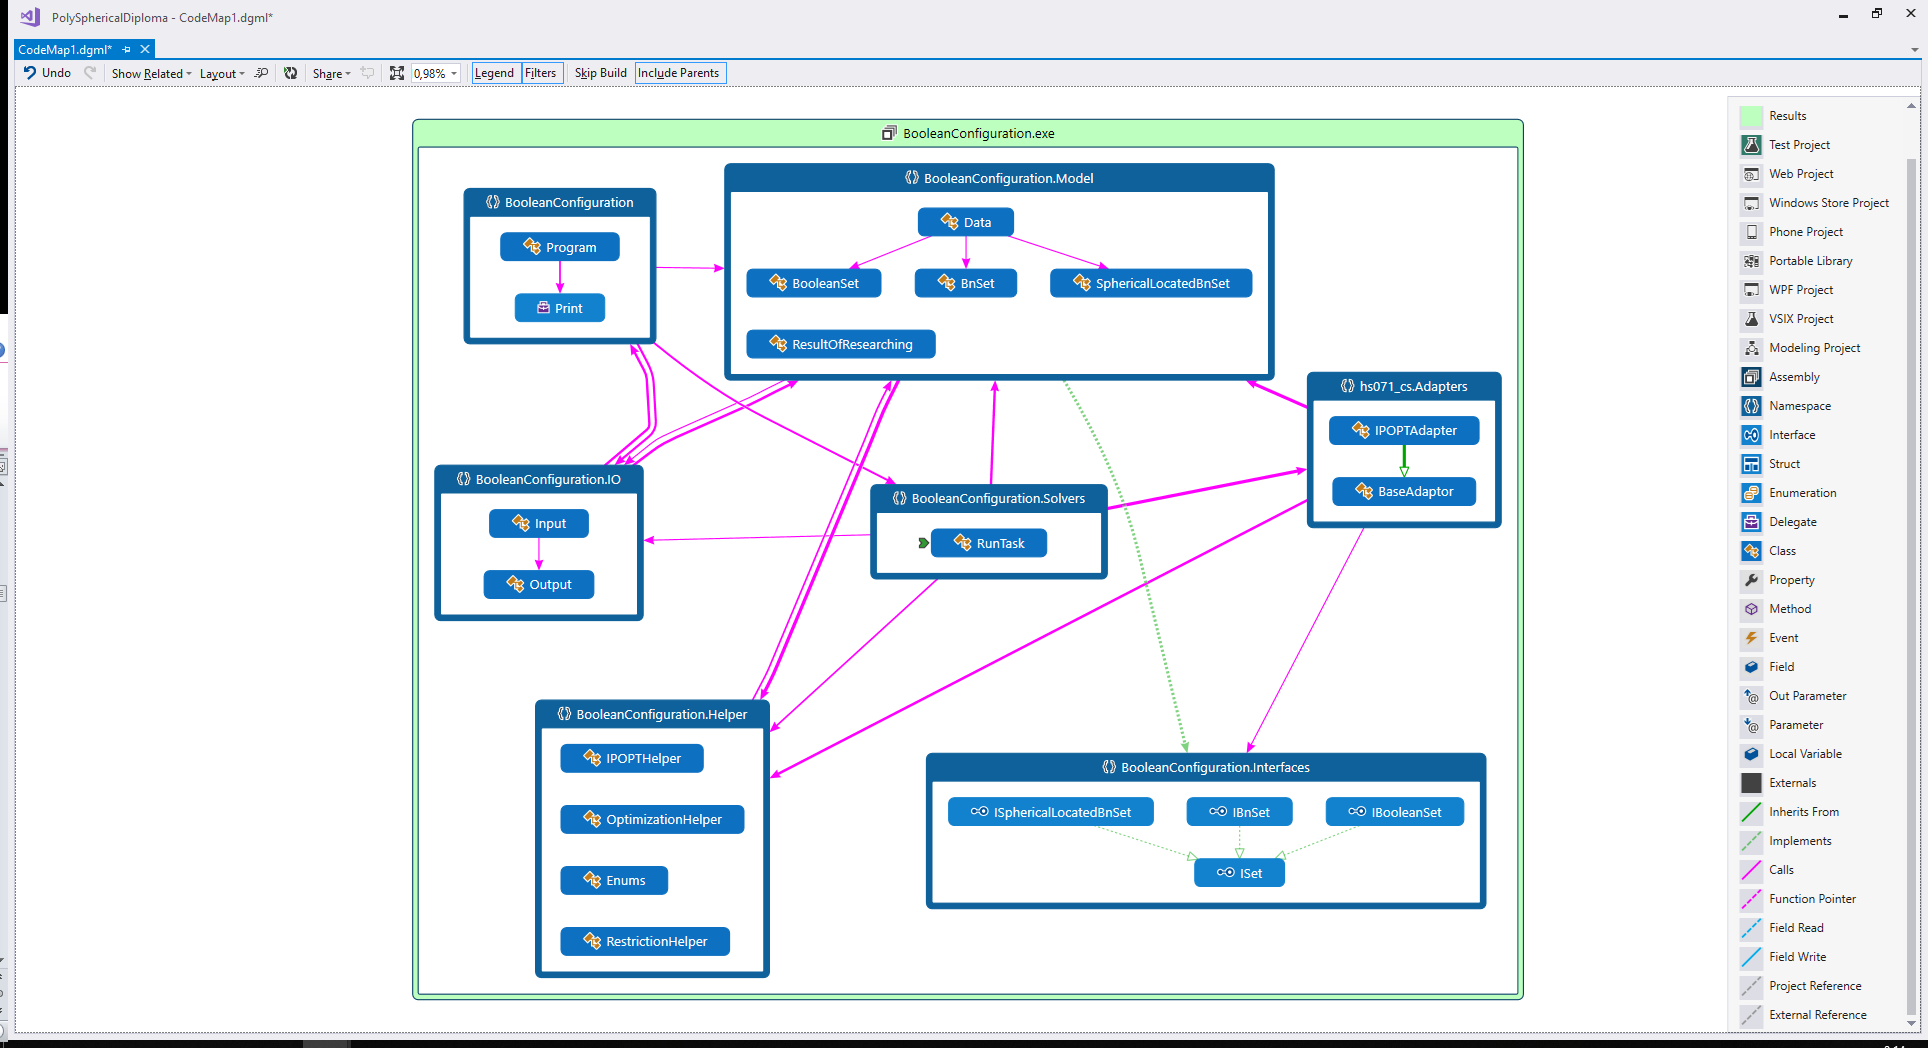 PolySphericalDiploma - CodeMap1.dgml*
CodeMap1.dgml*
Undo Show Related Layout Share 0,98% Legend Filters Skip Build Include Parents
BooleanConfiguration.exe
BooleanConfiguration
Program
Print
BooleanConfiguration.Model
Data
BooleanSet
BnSet
SphericalLocatedBnSet
ResultOfResearching
hs071_cs.Adapters
IPOPTAdapter
BaseAdaptor
BooleanConfiguration.IO
Input
Output
BooleanConfiguration.Solvers
RunTask
BooleanConfiguration.Helper
IPOPTHelper
OptimizationHelper
Enums
RestrictionHelper
BooleanConfiguration.Interfaces
ISphericalLocatedBnSet
IBnSet
IBooleanSet
ISet
Results
Test Project
Web Project
Windows Store Project
Phone Project
Portable Library
WPF Project
VSIX Project
Modeling Project
Assembly
Namespace
Interface
Struct
Enumeration
Delegate
Class
Property
Method
Event
Field
Out Parameter
Parameter
Local Variable
Externals
Inherits From
Implements
Calls
Function Pointer
Field Read
Field Write
Project Reference
External Reference